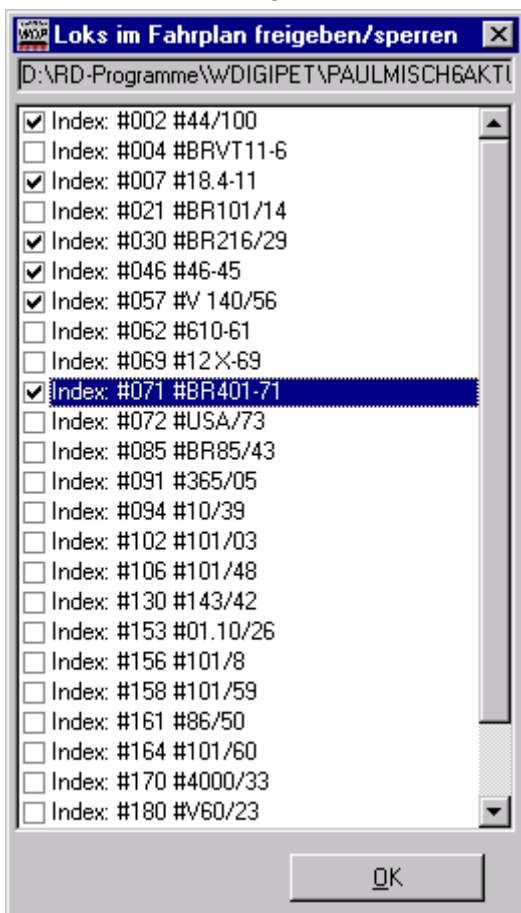 WDP Loks im Fahrplan freigeben/sperren
D:\RD-Programme\WDIGIPET\PAULMISCH6AKTU
Index: #002 #44/100
Index: #004 #BRVT11-6
Index: #007 #18.4-11
Index: #021 #BR101/14
Index: #030 #BR216/29
Index: #046 #46-45
Index: #057 #V 140/56
Index: #062 #610-61
Index: #069 #12X-69
Index: #071 #BR401-71
Index: #072 #USA/73
Index: #085 #BR85/43
Index: #091 #365/05
Index: #094 #10/39
Index: #102 #101/03
Index: #106 #101/48
Index: #130 #143/42
Index: #153 #01.10/26
Index: #156 #101/8
Index: #158 #101/59
Index: #161 #86/50
Index: #164 #101/60
Index: #170 #4000/33
Index: #180 #V60/23
OK